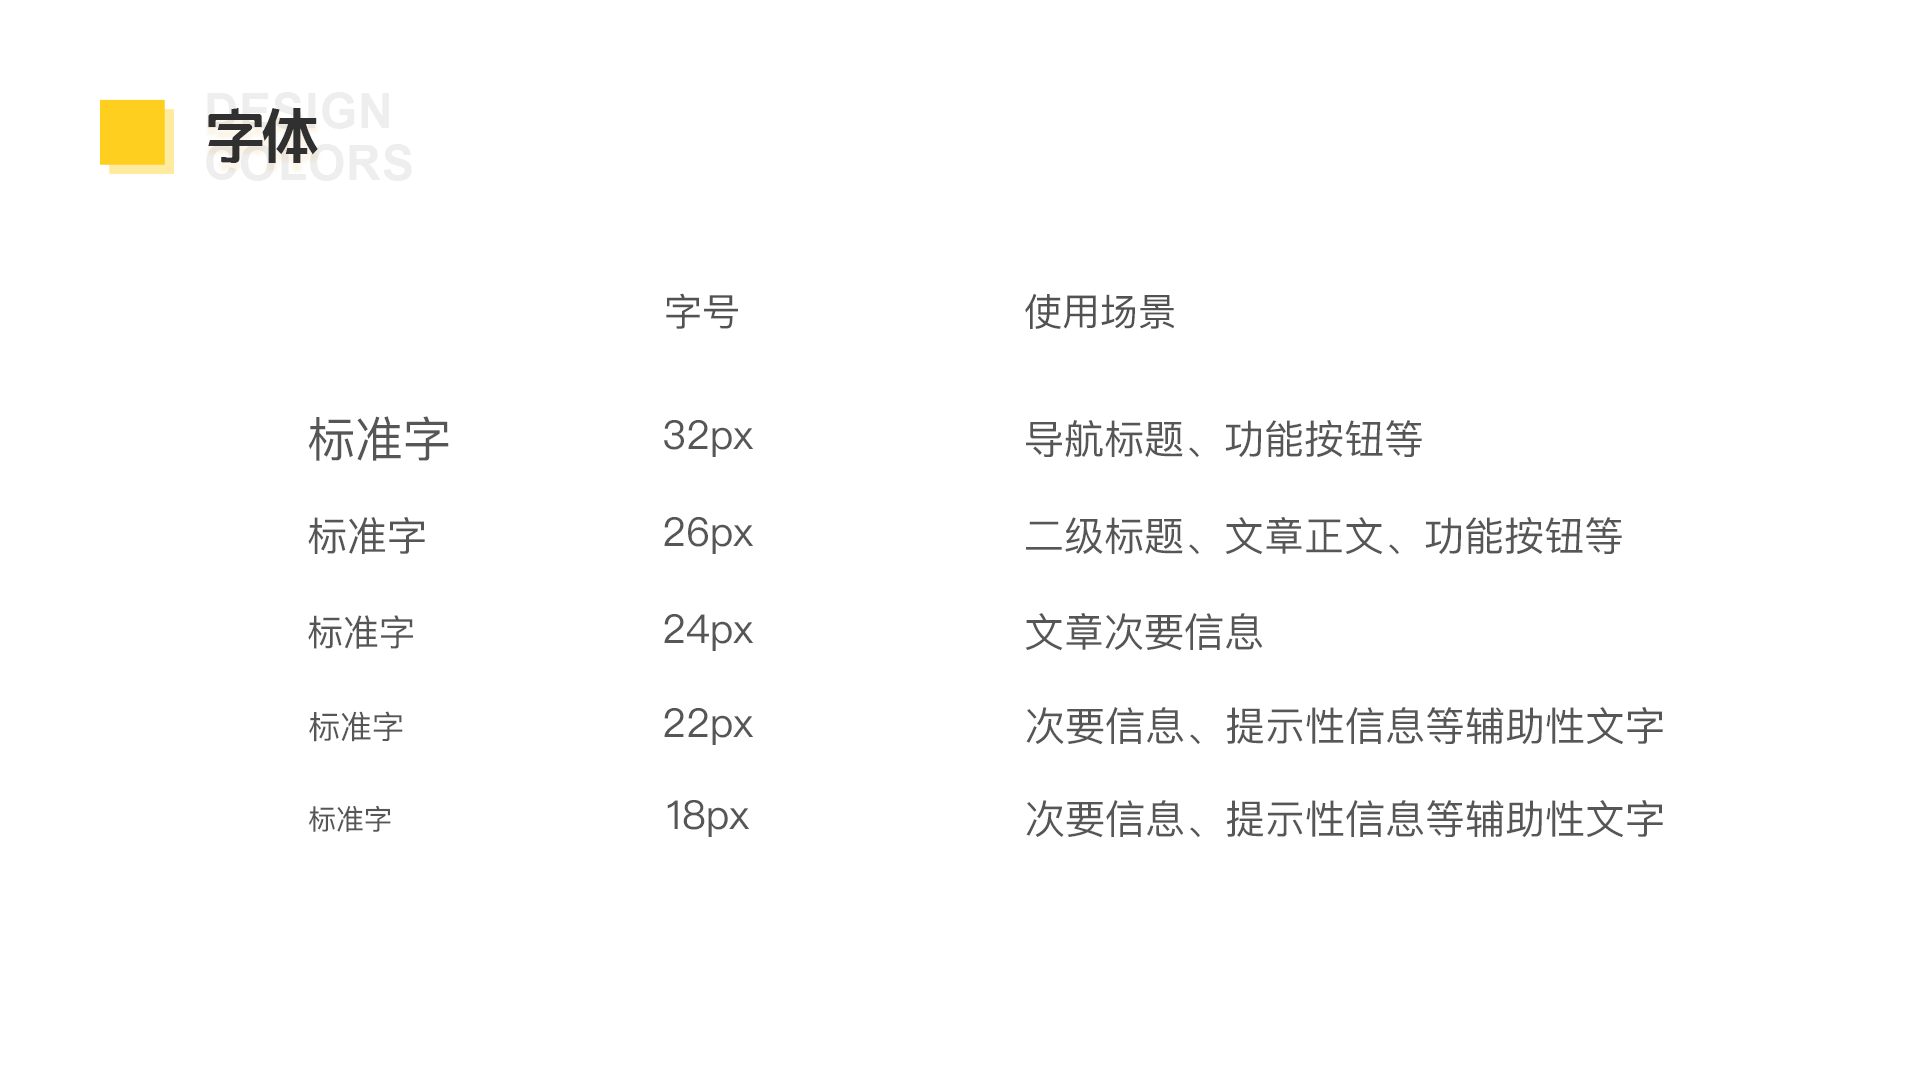 DESIGN
COLORS
字体
字号 使用场景
标准字 32px 导航标题、功能按钮等
标准字 26px 二级标题、文章正文、功能按钮等
标准字 24px 文章次要信息
标准字 22px 次要信息、提示性信息等辅助性文字
标准字 18px 次要信息、提示性信息等辅助性文字